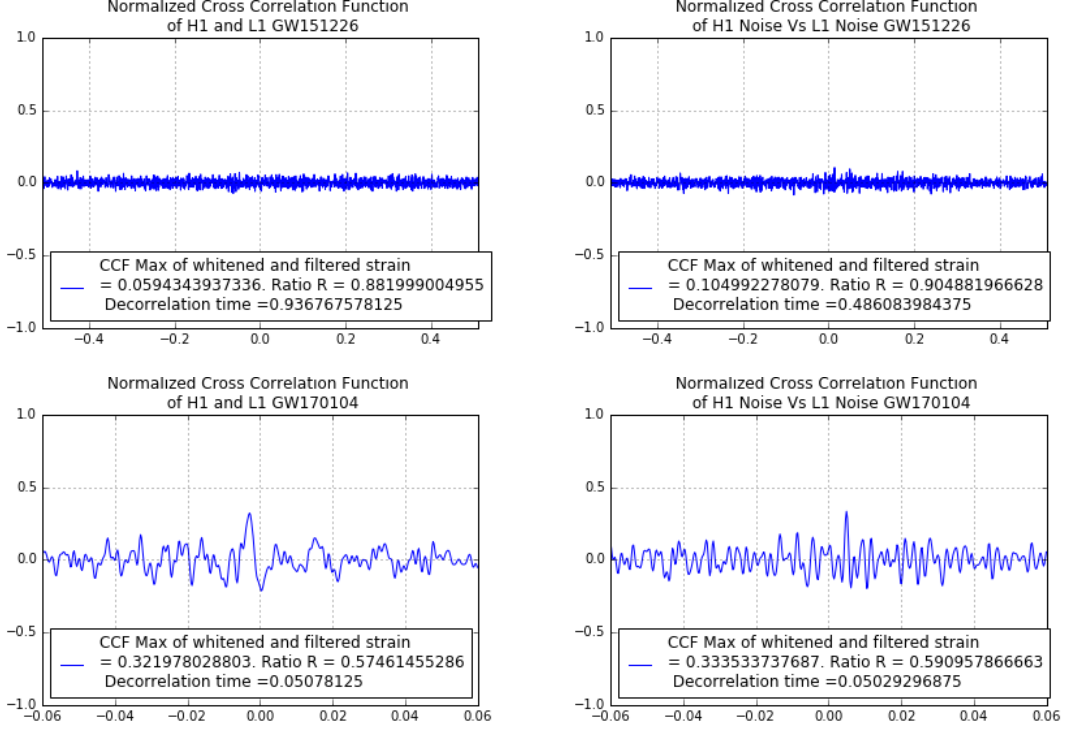 Normalized Cross Correlation Function
of H1 and L1 GW151226
1.0
0.5
0.0
−0.5
−1.0
CCF Max of whitened and filtered strain
= 0.0594343937336. Ratio R = 0.881999004955
Decorrelation time =0.936767578125
−0.4 −0.2 0.0 0.2 0.4
Normalized Cross Correlation Function
of H1 Noise Vs L1 Noise GW151226
1.0
0.5
0.0
−0.5
−1.0
CCF Max of whitened and filtered strain
= 0.104992278079. Ratio R = 0.904881966628
Decorrelation time =0.486083984375
−0.4 −0.2 0.0 0.2 0.4
Normalized Cross Correlation Function
of H1 and L1 GW170104
1.0
0.5
0.0
−0.5
−1.0
CCF Max of whitened and filtered strain
= 0.321978028803. Ratio R = 0.57461455286
Decorrelation time =0.05078125
−0.06 −0.04 −0.02 0.00 0.02 0.04 0.06
Normalized Cross Correlation Function
of H1 Noise Vs L1 Noise GW170104
1.0
0.5
0.0
−0.5
−1.0
CCF Max of whitened and filtered strain
= 0.333533737687. Ratio R = 0.590957866663
Decorrelation time =0.05029296875
−0.06 −0.04 −0.02 0.00 0.02 0.04 0.06